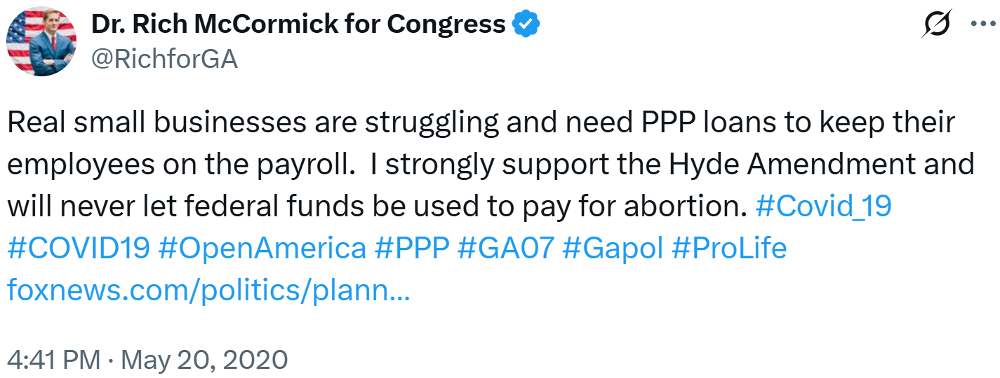 Dr. Rich McCormick for Congress
@RichforGA
Real small businesses are struggling and need PPP loans to keep their
employees on the payroll.  I strongly support the Hyde Amendment and
will never let federal funds be used to pay for abortion. #Covid_19
#COVID19 #OpenAmerica #PPP #GA07 #Gapol #ProLife
foxnews.com/politics/plann...
4:41 PM · May 20, 2020